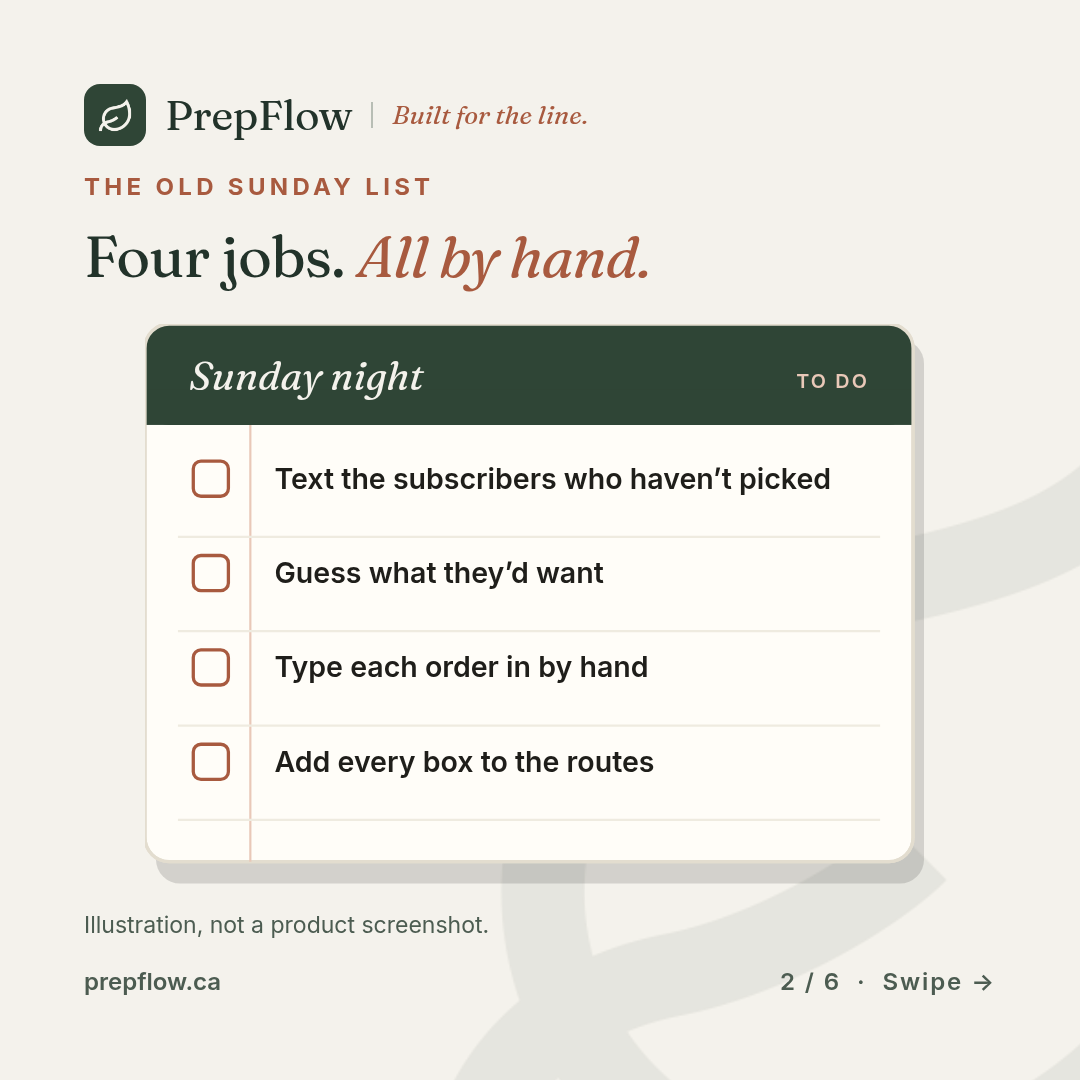 PrepFlow | Built for the line.
THE OLD SUNDAY LIST
Four jobs. All by hand.
Sunday night TO DO
Text the subscribers who haven’t picked
Guess what they’d want
Type each order in by hand
Add every box to the routes
Illustration, not a product screenshot.
prepflow.ca 2 / 6 · Swipe →